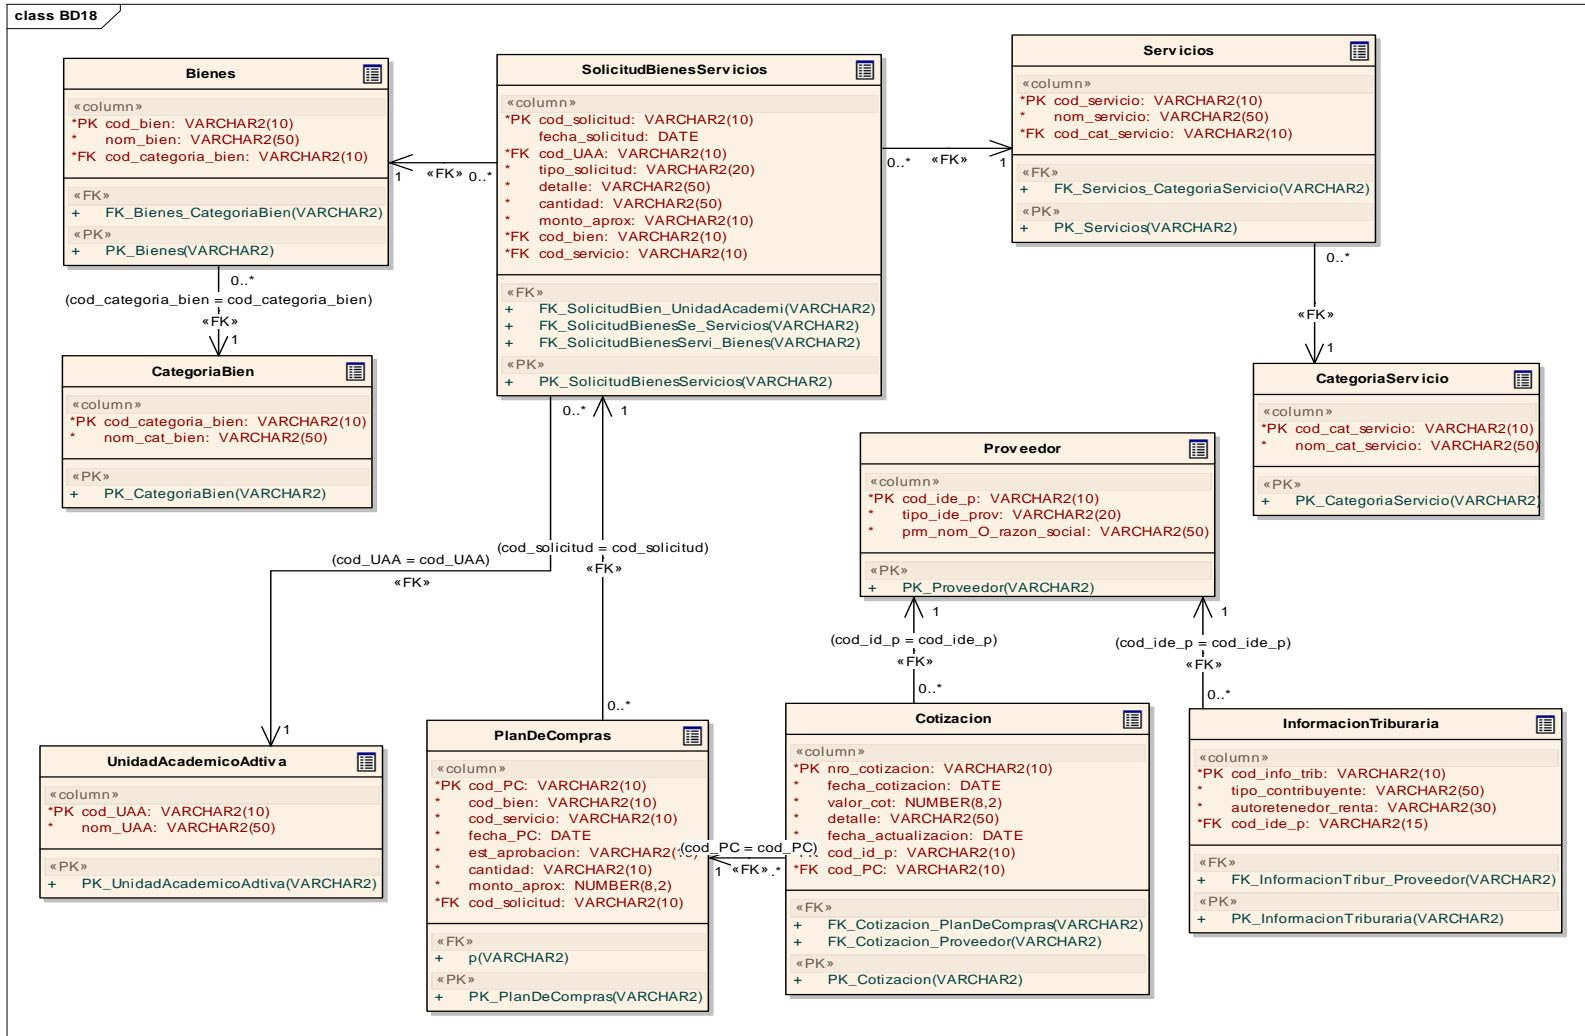 class BD18
Bienes
«column»
*PK cod_bien: VARCHAR2(10)
* nom_bien: VARCHAR2(50)
*FK cod_categoria_bien: VARCHAR2(10)
«FK»
+ FK_Bienes_CategoriaBien(VARCHAR2)
«PK»
+ PK_Bienes(VARCHAR2)
SolicitudBienesServicios
«column»
*PK cod_solicitud: VARCHAR2(10)
fecha_solicitud: DATE
*FK cod_UAA: VARCHAR2(10)
* tipo_solicitud: VARCHAR2(20)
* detalle: VARCHAR2(50)
* cantidad: VARCHAR2(50)
* monto_aprox: VARCHAR2(10)
*FK cod_bien: VARCHAR2(10)
*FK cod_servicio: VARCHAR2(10)
«FK»
+ FK_SolicitudBien_UnidadAcademi(VARCHAR2)
+ FK_SolicitudBienesSe_Servicios(VARCHAR2)
+ FK_SolicitudBienesServi_Bienes(VARCHAR2)
«PK»
+ PK_SolicitudBienesServicios(VARCHAR2)
Servicios
«column»
*PK cod_servicio: VARCHAR2(10)
* nom_servicio: VARCHAR2(50)
*FK cod_cat_servicio: VARCHAR2(10)
«FK»
+ FK_Servicios_CategoriaServicio(VARCHAR2)
«PK»
+ PK_Servicios(VARCHAR2)
1 «FK» 0..*
0..* «FK» 1
0..*
(cod_categoria_bien = cod_categoria_bien)
«FK»
1
0..*
«FK»
1
CategoriaBien
«column»
*PK cod_categoria_bien: VARCHAR2(10)
* nom_cat_bien: VARCHAR2(50)
«PK»
+ PK_CategoriaBien(VARCHAR2)
CategoriaServicio
«column»
*PK cod_cat_servicio: VARCHAR2(10)
* nom_cat_servicio: VARCHAR2(50)
«PK»
+ PK_CategoriaServicio(VARCHAR2)
0..* 1
(cod_UAA = cod_UAA)
«FK»
1
(cod_solicitud = cod_solicitud)
«FK»
0..*
Proveedor
«column»
*PK cod_ide_p: VARCHAR2(10)
* tipo_ide_prov: VARCHAR2(20)
* prm_nom_O_razon_social: VARCHAR2(50)
«PK»
+ PK_Proveedor(VARCHAR2)
1
(cod_id_p = cod_ide_p)
«FK»
0..*
1
(cod_ide_p = cod_ide_p)
«FK»
0..*
UnidadAcademicoAdtiva
«column»
*PK cod_UAA: VARCHAR2(10)
* nom_UAA: VARCHAR2(50)
«PK»
+ PK_UnidadAcademicoAdtiva(VARCHAR2)
PlanDeCompras
«column»
*PK cod_PC: VARCHAR2(10)
* cod_bien: VARCHAR2(10)
* cod_servicio: VARCHAR2(10)
* fecha_PC: DATE
* est_aprobacion:
* cantidad: VARCHAR2(10)
* monto_aprox: NUMBER(8,2)
*FK cod_solicitud: VARCHAR2(10)
«FK»
+ p(VARCHAR2)
«PK»
+ PK_PlanDeCompras(VARCHAR2)
(cod_PC = cod_PC)
1 «FK» .*
Cotizacion
«column»
*PK nro_cotizacion: VARCHAR2(10)
* fecha_cotizacion: DATE
* valor_cot: NUMBER(8,2)
* detalle: VARCHAR2(50)
* fecha_actualizacion: DATE
cod_id_p: VARCHAR2(10)
*FK cod_PC: VARCHAR2(10)
«FK»
+ FK_Cotizacion_PlanDeCompras(VARCHAR2)
+ FK_Cotizacion_Proveedor(VARCHAR2)
«PK»
+ PK_Cotizacion(VARCHAR2)
InformacionTriburaria
«column»
*PK cod_info_trib: VARCHAR2(10)
* tipo_contribuyente: VARCHAR2(50)
* autoretenedor_renta: VARCHAR2(30)
*FK cod_ide_p: VARCHAR2(15)
«FK»
+ FK_InformacionTribur_Proveedor(VARCHAR2)
«PK»
+ PK_InformacionTriburaria(VARCHAR2)